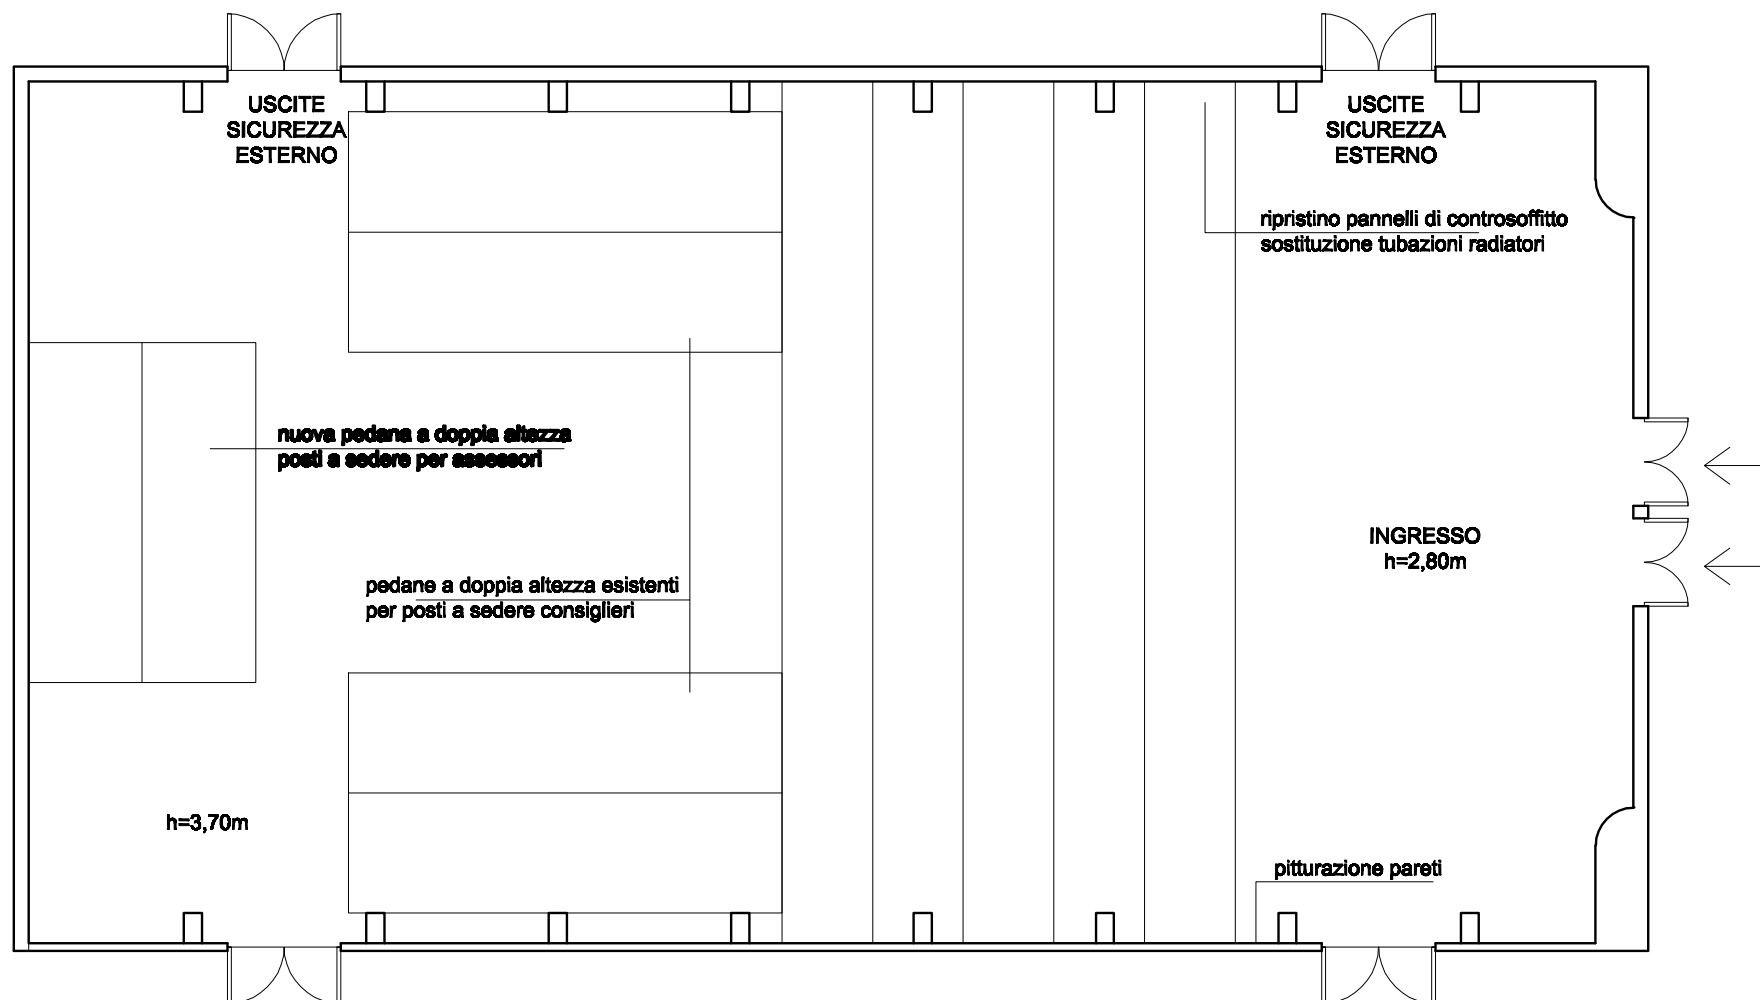 USCITE
SICUREZZA
ESTERNO
USCITE
SICUREZZA
ESTERNO
ripristino pannelli di controsoffitto
sostituzione tubazioni radiatori
nuova pedana a doppia altezza
posti a sedere per assessori
INGRESSO
h=2,80m
pedane a doppia altezza esistenti
per posti a sedere consiglieri
h=3,70m
pitturazione pareti